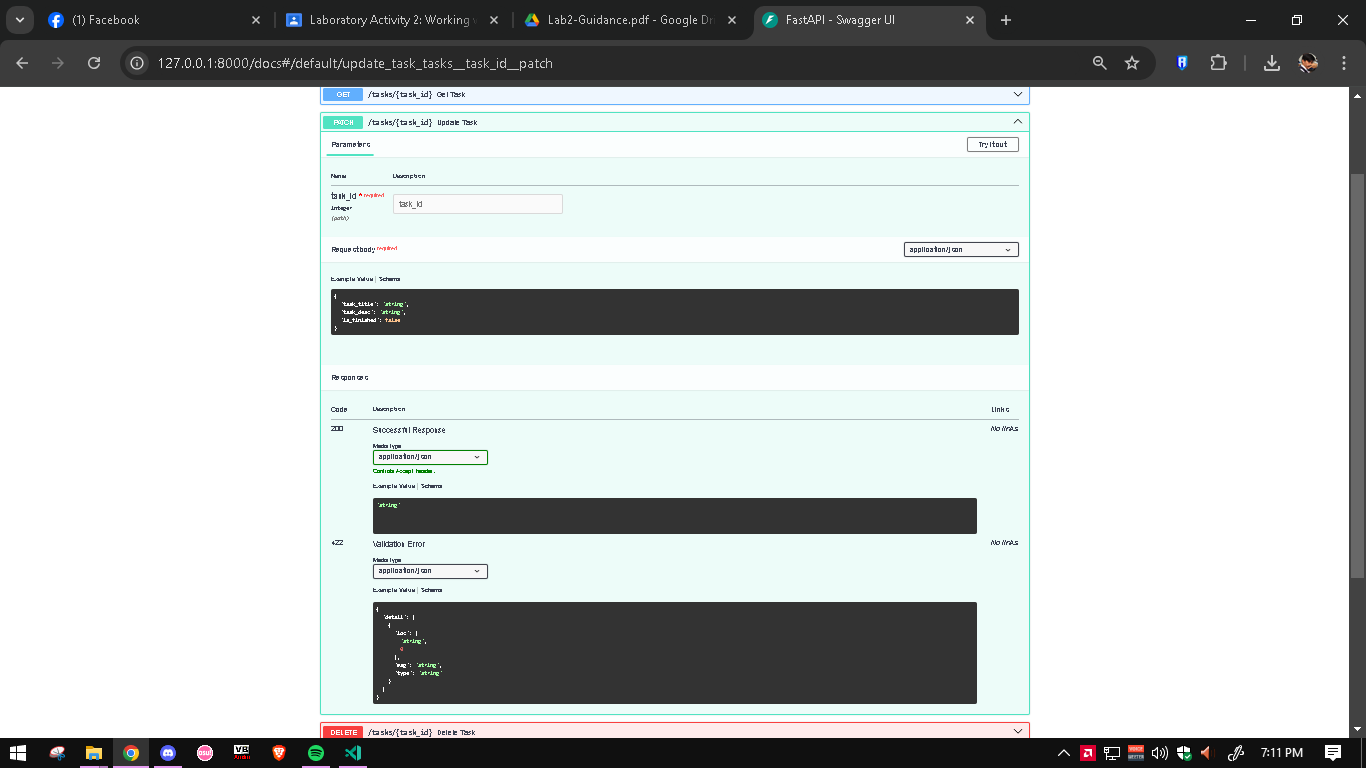 (1) Facebook
Laboratory Activity 2: Working w
Lab2-Guidance.pdf - Google Dr
FastAPI - Swagger UI
127.0.0.1:8000/docs#/default/update_task_tasks__task_id__patch
GET /tasks/{task_id} Get Task
PATCH /tasks/{task_id} Update Task
Parameters
Try it out
Name Description
task_id * required
integer
(path)
task_id
Request body required
application/json
Example Value | Schema
{
"task_title": "string",
"task_desc": "string",
"is_finished": false
}
Responses
Code Description Links
200 Successful Response No links
Media type
application/json
Controls Accept header.
Example Value | Schema
"string"
422 Validation Error No links
Media type
application/json
Example Value | Schema
{
"detail": [
{
"loc": [
"string",
0
],
"msg": "string",
"type": "string"
}
]
}
DELETE /tasks/{task_id} Delete Task
osu!
VB
Audio
7:11 PM